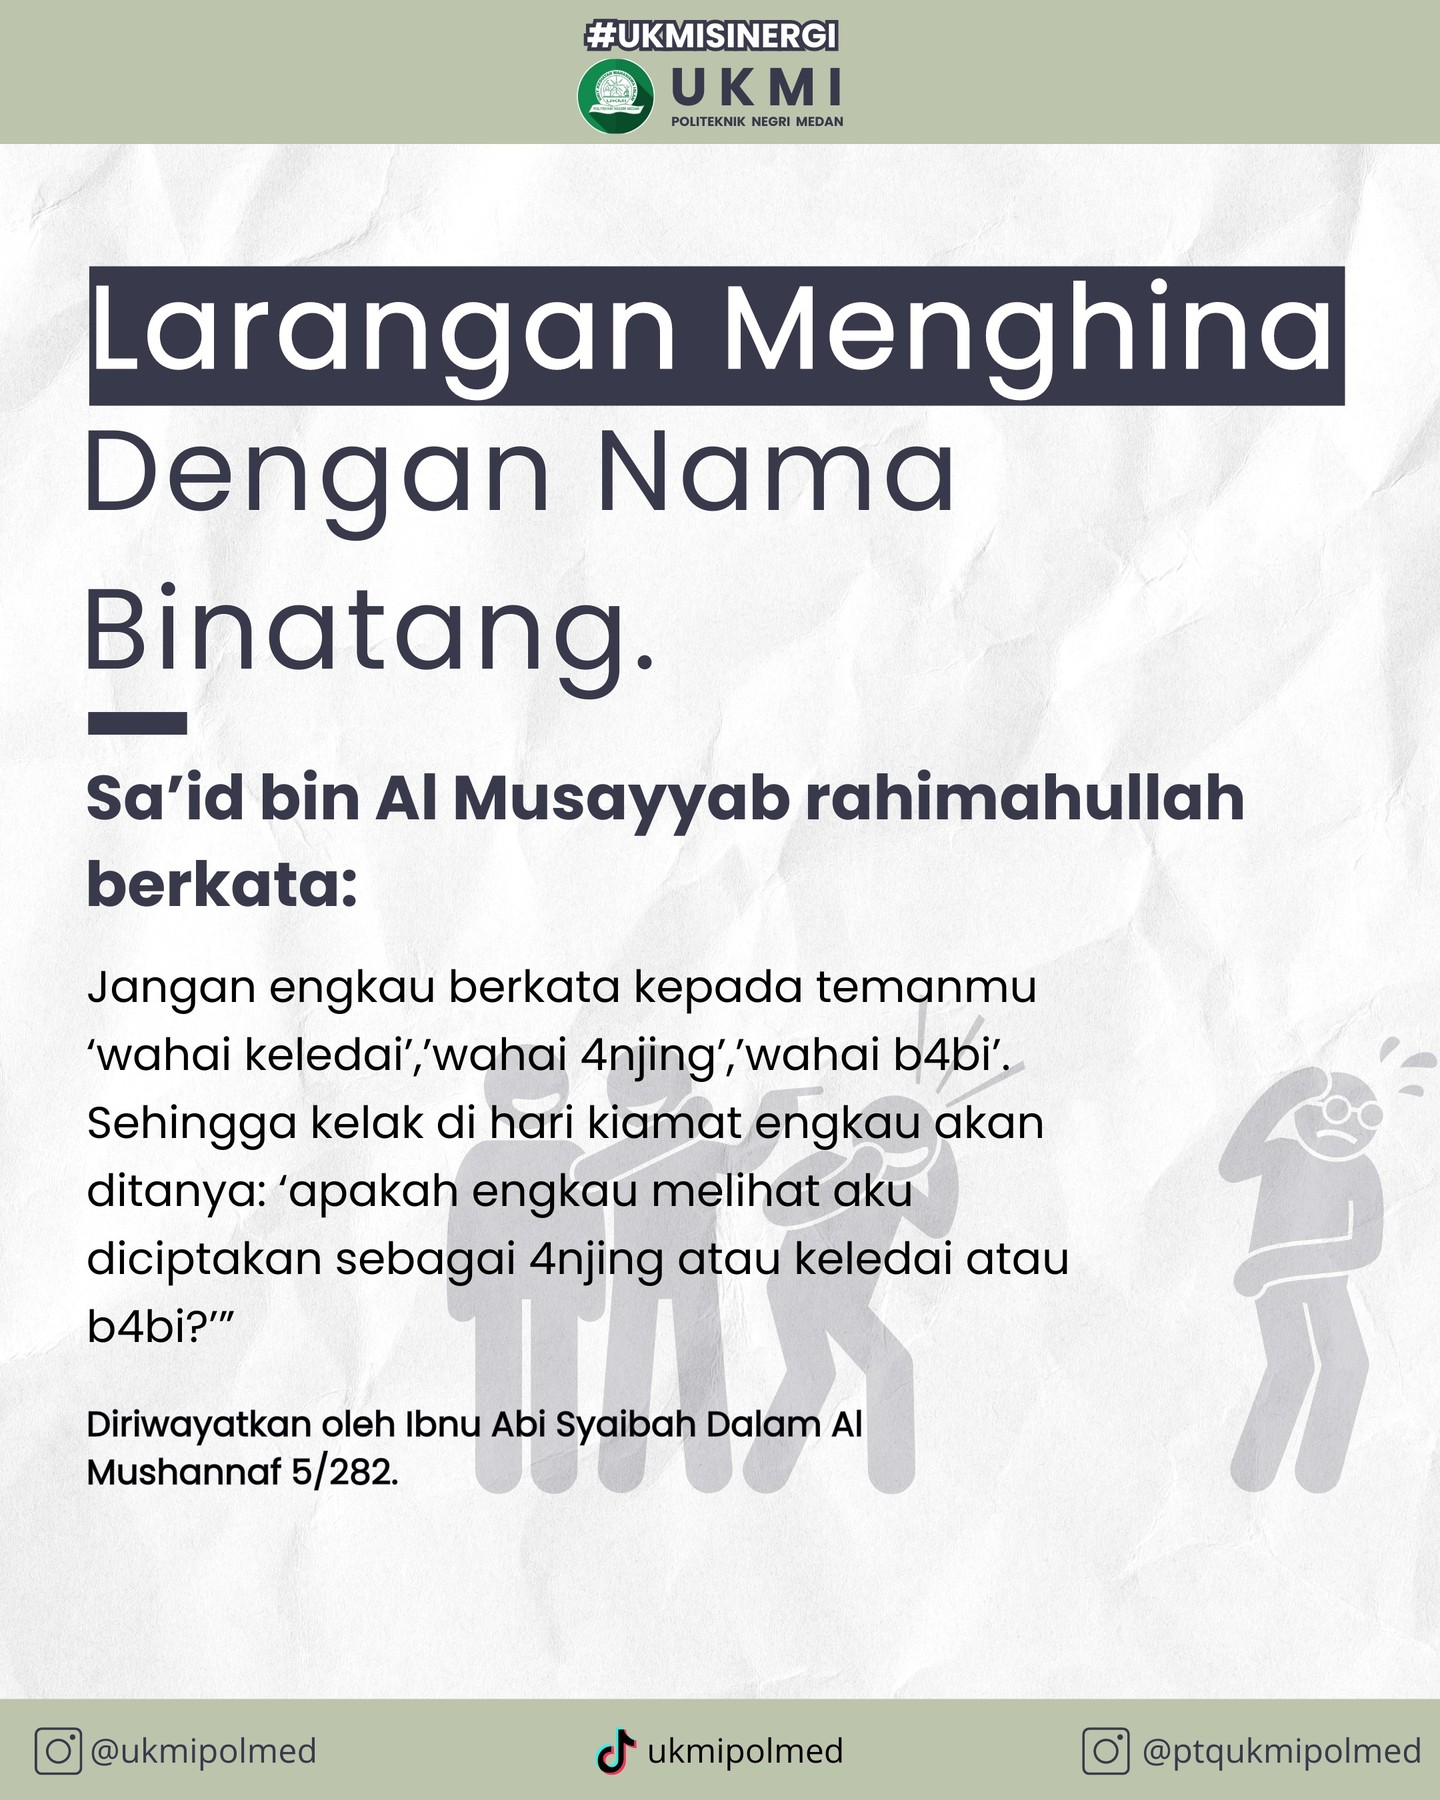 #UKMISINERGI
UKMI
POLITEKNIK NEGRI MEDAN
Larangan Menghina
Dengan Nama
Binatang.
Sa’id bin Al Musayyab rahimahullah
berkata:
Jangan engkau berkata kepada temanmu
‘wahai keledai’,’wahai 4njing’,’wahai b4bi’.
Sehingga kelak di hari kiamat engkau akan
ditanya: ‘apakah engkau melihat aku
diciptakan sebagai 4njing atau keledai atau
b4bi?’”
Diriwayatkan oleh Ibnu Abi Syaibah Dalam Al
Mushannaf 5/282.
@ukmipolmed
ukmipolmed
@ptqukmipolmed